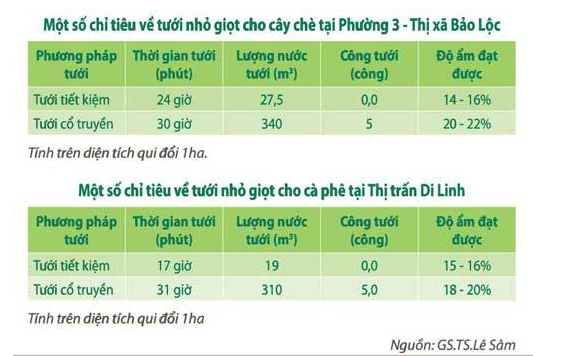 Một số chỉ tiêu về tưới nhỏ giọt cho cây chè tại Phường 3 - Thị xã Bảo Lộc
Phương pháp tưới Thời gian tưới (phút) Lượng nước tưới (m³) Công tưới (công) Độ ẩm đạt được
Tưới tiết kiệm 24 giờ 27,5 0,0 14 - 16%
Tưới cổ truyền 30 giờ 340 5 20 - 22%
Tính trên diện tích qui đổi 1ha.
Một số chỉ tiêu về tưới nhỏ giọt cho cà phê tại Thị trấn Di Linh
Phương pháp tưới Thời gian tưới (phút) Lượng nước tưới (m³) Công tưới (công) Độ ẩm đạt được
Tưới tiết kiệm 17 giờ 19 0,0 15 - 16%
Tưới cổ truyền 31 giờ 310 5,0 18 - 20%
Tính trên diện tích qui đổi 1ha
Nguồn: GS.TS.Lê Sâm